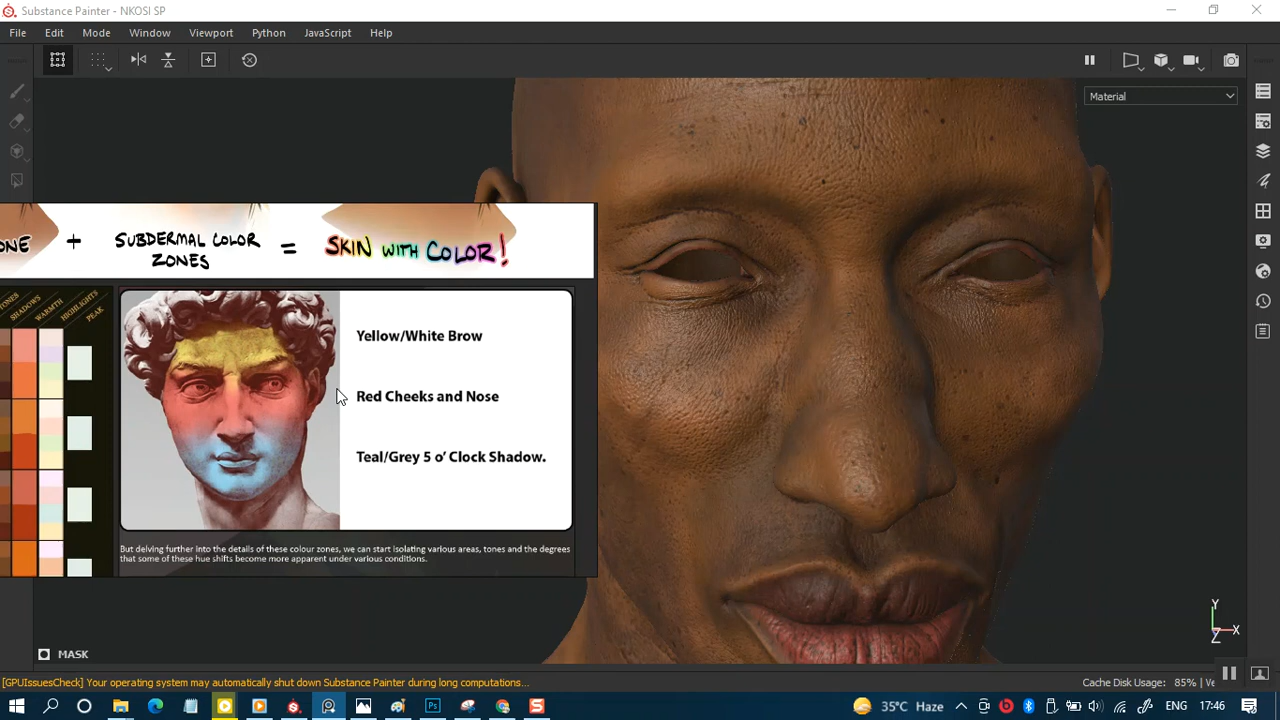 Substance Painter - NKOSI SP
File Edit Mode Window Viewport Python JavaScript Help
Material
ONE + SUBDERMAL COLOR ZONES = SKIN WITH COLOR!
TONES SHADOWS WARMTH HIGHLIGHTS PEAK
Yellow/White Brow
Red Cheeks and Nose
Teal/Grey 5 o' Clock Shadow.
But delving further into the details of these colour zones, we can start isolating various areas, tones and the degrees
that some of these hue shifts become more apparent under various conditions.
Y
X
Z
MASK
[GPUIssuesCheck] Your operating system may automatically shut down Substance Painter during long computations...
Cache Disk Usage: 85% | Ve
Ps
S
35°C Haze
ENG
17:46